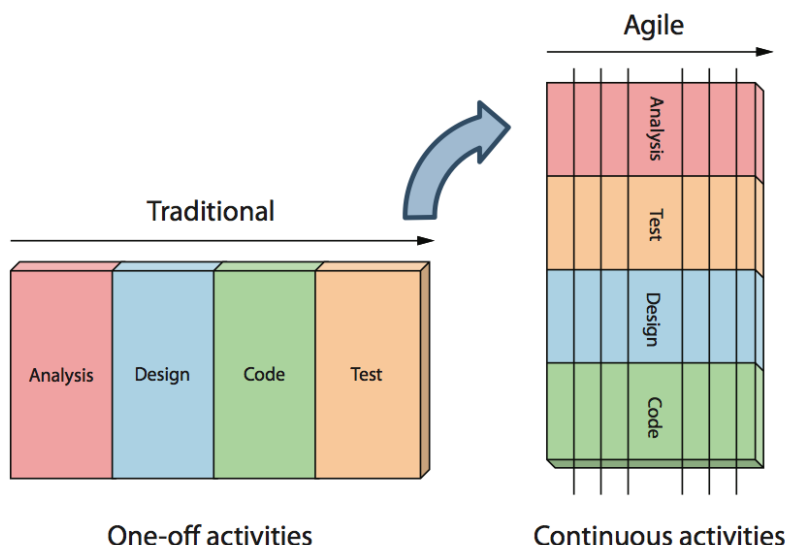 Agile
Analysis
Test
Design
Code
Traditional
Analysis Design Code Test
One-off activities
Continuous activities